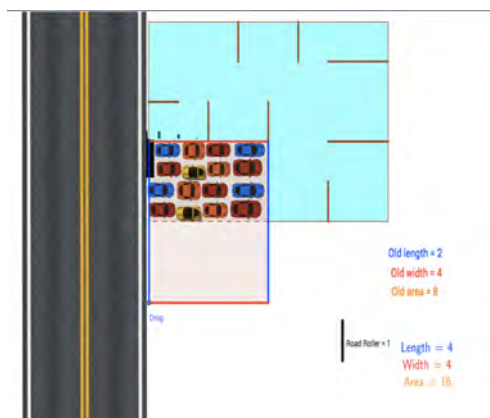 Old length = 2
Old width = 4
Old area = 8
Drag
Road Roller = 1
Length = 4
Width = 4
Area = 16